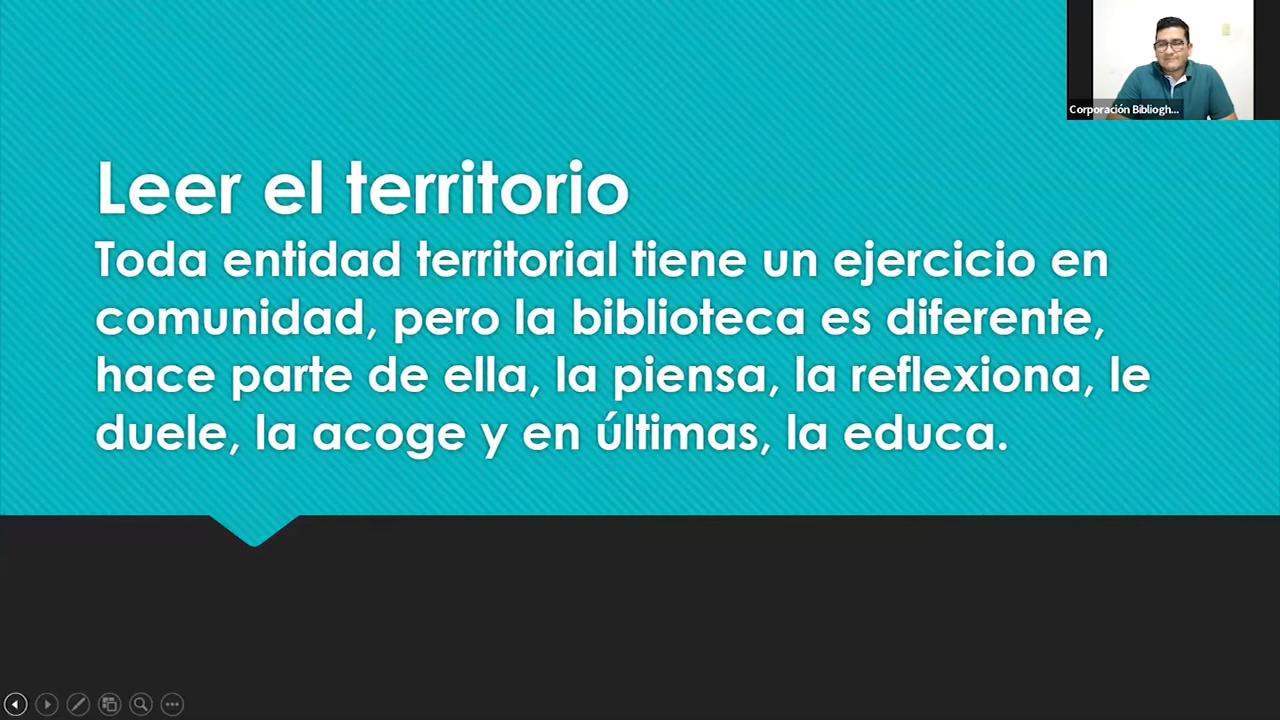 Corporación Bibliogh...
Leer el territorio
Toda entidad territorial tiene un ejercicio en
comunidad, pero la biblioteca es diferente,
hace parte de ella, la piensa, la reflexiona, le
duele, la acoge y en últimas, la educa.